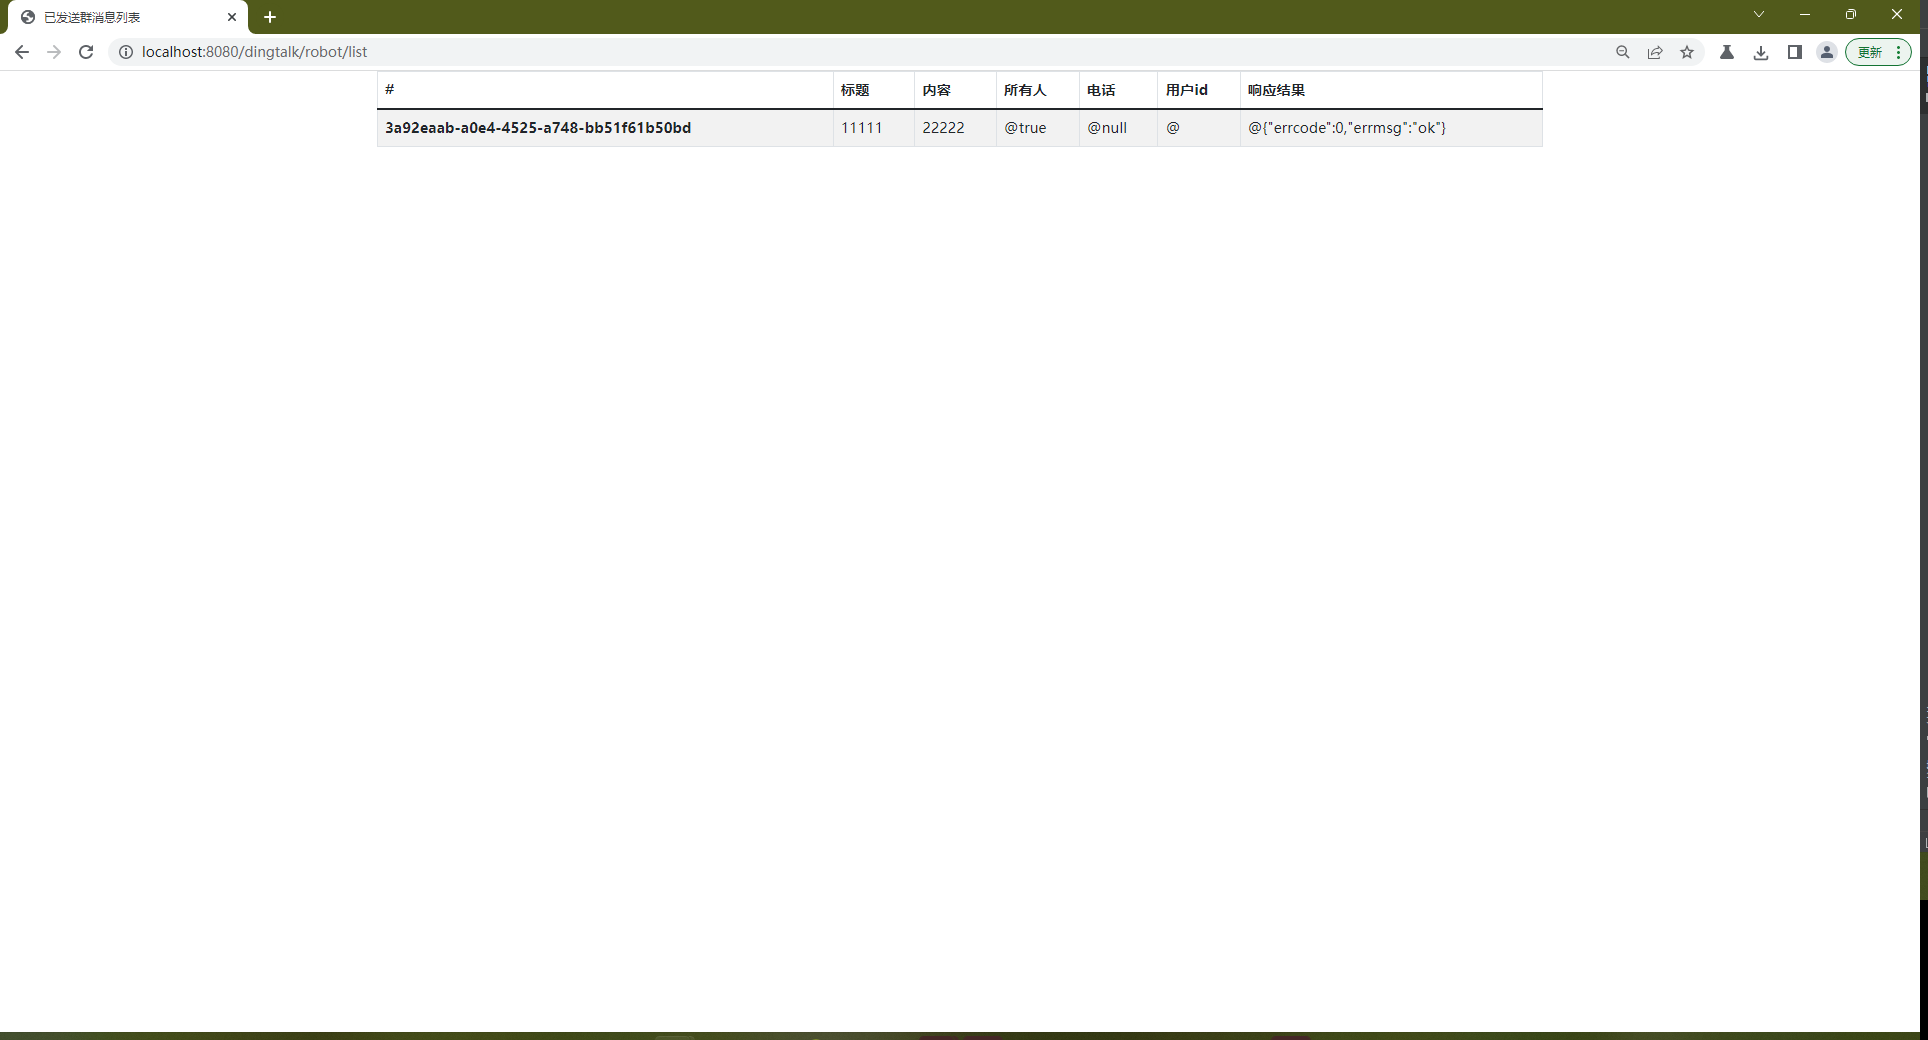 已发送群消息列表
localhost:8080/dingtalk/robot/list
更新
# 标题 内容 所有人 电话 用户id 响应结果
3a92eaab-a0e4-4525-a748-bb51f61b50bd 11111 22222 @true @null @ @{"errcode":0,"errmsg":"ok"}